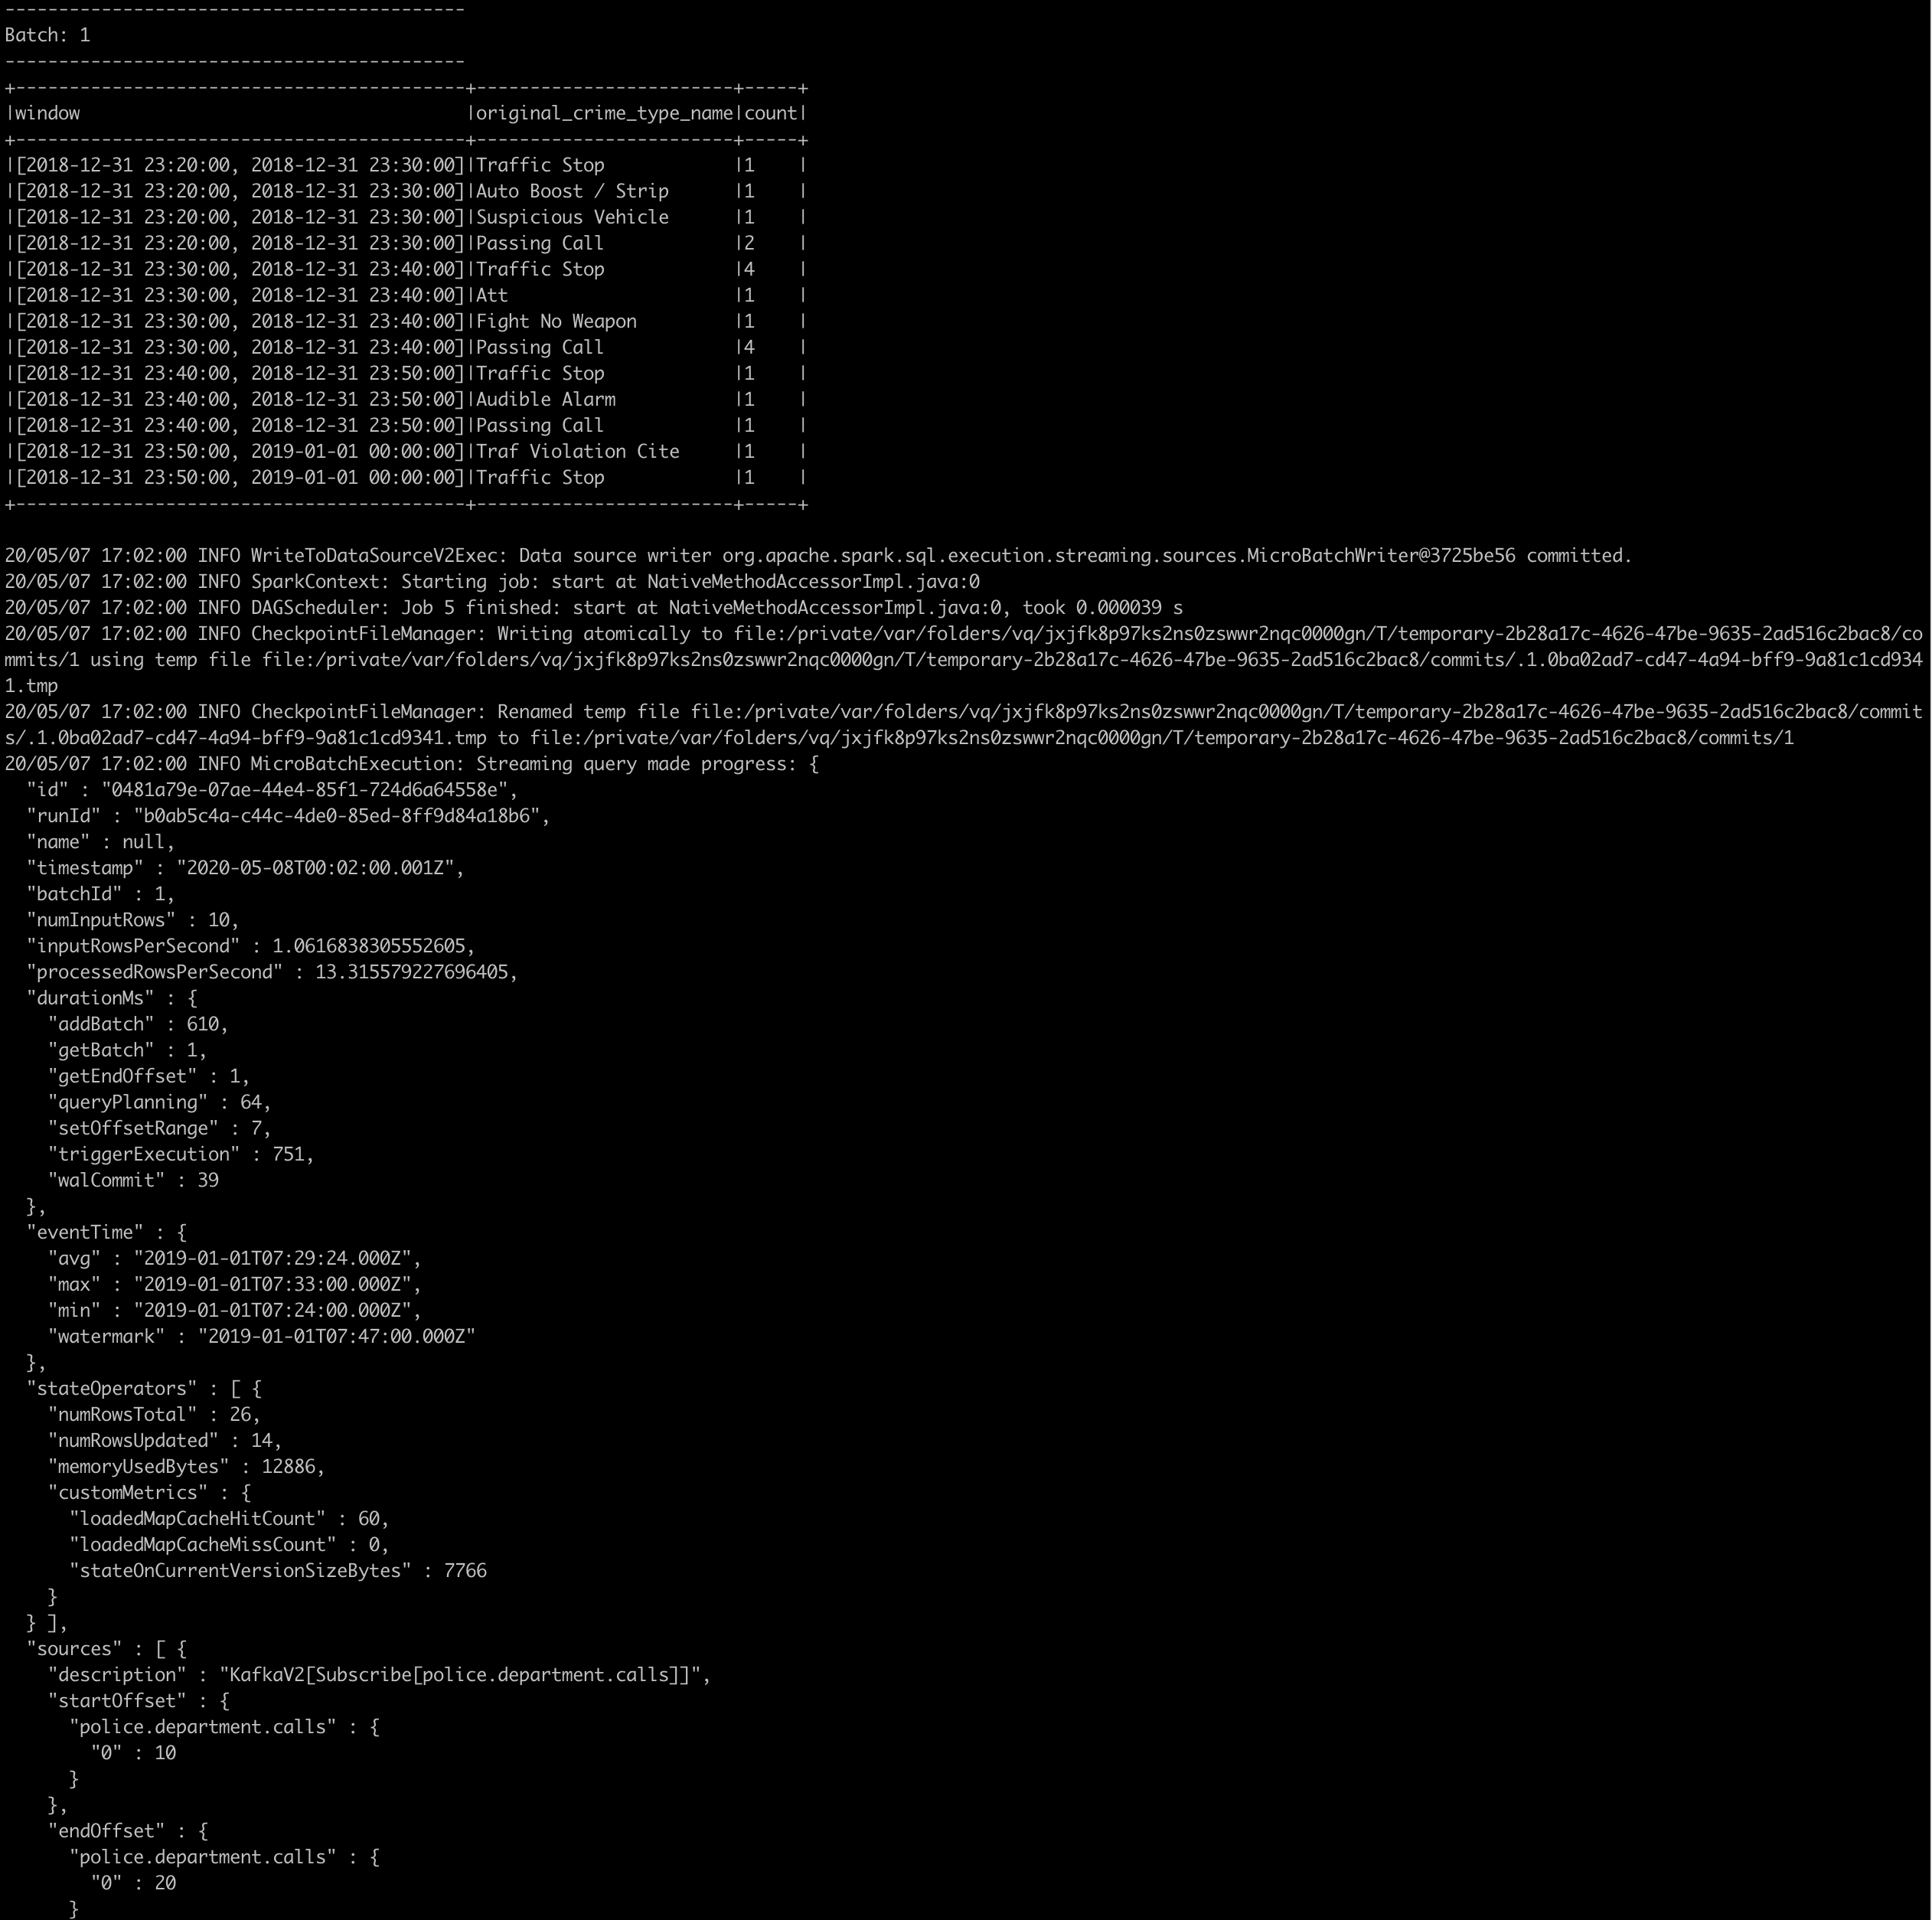 -------------------------------------------
Batch: 1
-------------------------------------------
+------------------------------------------+------------------------+-----+
|window                                    |original_crime_type_name|count|
+------------------------------------------+------------------------+-----+
|[2018-12-31 23:20:00, 2018-12-31 23:30:00]|Traffic Stop            |1    |
|[2018-12-31 23:20:00, 2018-12-31 23:30:00]|Auto Boost / Strip      |1    |
|[2018-12-31 23:20:00, 2018-12-31 23:30:00]|Suspicious Vehicle      |1    |
|[2018-12-31 23:20:00, 2018-12-31 23:30:00]|Passing Call            |2    |
|[2018-12-31 23:30:00, 2018-12-31 23:40:00]|Traffic Stop            |4    |
|[2018-12-31 23:30:00, 2018-12-31 23:40:00]|Att                     |1    |
|[2018-12-31 23:30:00, 2018-12-31 23:40:00]|Fight No Weapon         |1    |
|[2018-12-31 23:30:00, 2018-12-31 23:40:00]|Passing Call            |4    |
|[2018-12-31 23:40:00, 2018-12-31 23:50:00]|Traffic Stop            |1    |
|[2018-12-31 23:40:00, 2018-12-31 23:50:00]|Audible Alarm           |1    |
|[2018-12-31 23:40:00, 2018-12-31 23:50:00]|Passing Call            |1    |
|[2018-12-31 23:50:00, 2019-01-01 00:00:00]|Traf Violation Cite     |1    |
|[2018-12-31 23:50:00, 2019-01-01 00:00:00]|Traffic Stop            |1    |
+------------------------------------------+------------------------+-----+

20/05/07 17:02:00 INFO WriteToDataSourceV2Exec: Data source writer org.apache.spark.sql.execution.streaming.sources.MicroBatchWriter@3725be56 committed.
20/05/07 17:02:00 INFO SparkContext: Starting job: start at NativeMethodAccessorImpl.java:0
20/05/07 17:02:00 INFO DAGScheduler: Job 5 finished: start at NativeMethodAccessorImpl.java:0, took 0.000039 s
20/05/07 17:02:00 INFO CheckpointFileManager: Writing atomically to file:/private/var/folders/vq/jxjfk8p97ks2ns0zswwr2nqc0000gn/T/temporary-2b28a17c-4626-47be-9635-2ad516c2bac8/co
mmits/1 using temp file file:/private/var/folders/vq/jxjfk8p97ks2ns0zswwr2nqc0000gn/T/temporary-2b28a17c-4626-47be-9635-2ad516c2bac8/commits/.1.0ba02ad7-cd47-4a94-bff9-9a81c1cd934
1.tmp
20/05/07 17:02:00 INFO CheckpointFileManager: Renamed temp file file:/private/var/folders/vq/jxjfk8p97ks2ns0zswwr2nqc0000gn/T/temporary-2b28a17c-4626-47be-9635-2ad516c2bac8/commit
s/.1.0ba02ad7-cd47-4a94-bff9-9a81c1cd9341.tmp to file:/private/var/folders/vq/jxjfk8p97ks2ns0zswwr2nqc0000gn/T/temporary-2b28a17c-4626-47be-9635-2ad516c2bac8/commits/1
20/05/07 17:02:00 INFO MicroBatchExecution: Streaming query made progress: {
  "id" : "0481a79e-07ae-44e4-85f1-724d6a64558e",
  "runId" : "b0ab5c4a-c44c-4de0-85ed-8ff9d84a18b6",
  "name" : null,
  "timestamp" : "2020-05-08T00:02:00.001Z",
  "batchId" : 1,
  "numInputRows" : 10,
  "inputRowsPerSecond" : 1.0616838305552605,
  "processedRowsPerSecond" : 13.315579227696405,
  "durationMs" : {
    "addBatch" : 610,
    "getBatch" : 1,
    "getEndOffset" : 1,
    "queryPlanning" : 64,
    "setOffsetRange" : 7,
    "triggerExecution" : 751,
    "walCommit" : 39
  },
  "eventTime" : {
    "avg" : "2019-01-01T07:29:24.000Z",
    "max" : "2019-01-01T07:33:00.000Z",
    "min" : "2019-01-01T07:24:00.000Z",
    "watermark" : "2019-01-01T07:47:00.000Z"
  },
  "stateOperators" : [ {
    "numRowsTotal" : 26,
    "numRowsUpdated" : 14,
    "memoryUsedBytes" : 12886,
    "customMetrics" : {
      "loadedMapCacheHitCount" : 60,
      "loadedMapCacheMissCount" : 0,
      "stateOnCurrentVersionSizeBytes" : 7766
    }
  } ],
  "sources" : [ {
    "description" : "KafkaV2[Subscribe[police.department.calls]]",
    "startOffset" : {
      "police.department.calls" : {
        "0" : 10
      }
    },
    "endOffset" : {
      "police.department.calls" : {
        "0" : 20
      }